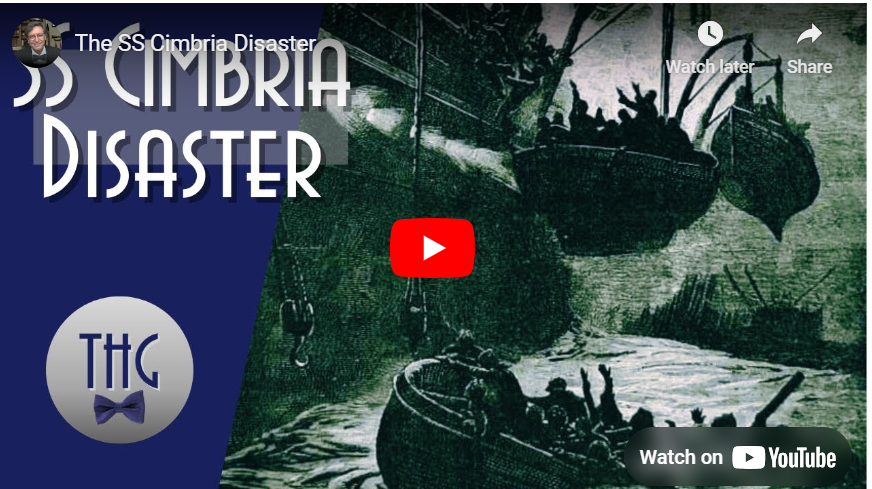 The SS Cimbria Disaster
Watch later
Share
SS CIMBRIA
DISASTER
THG
Watch on YouTube